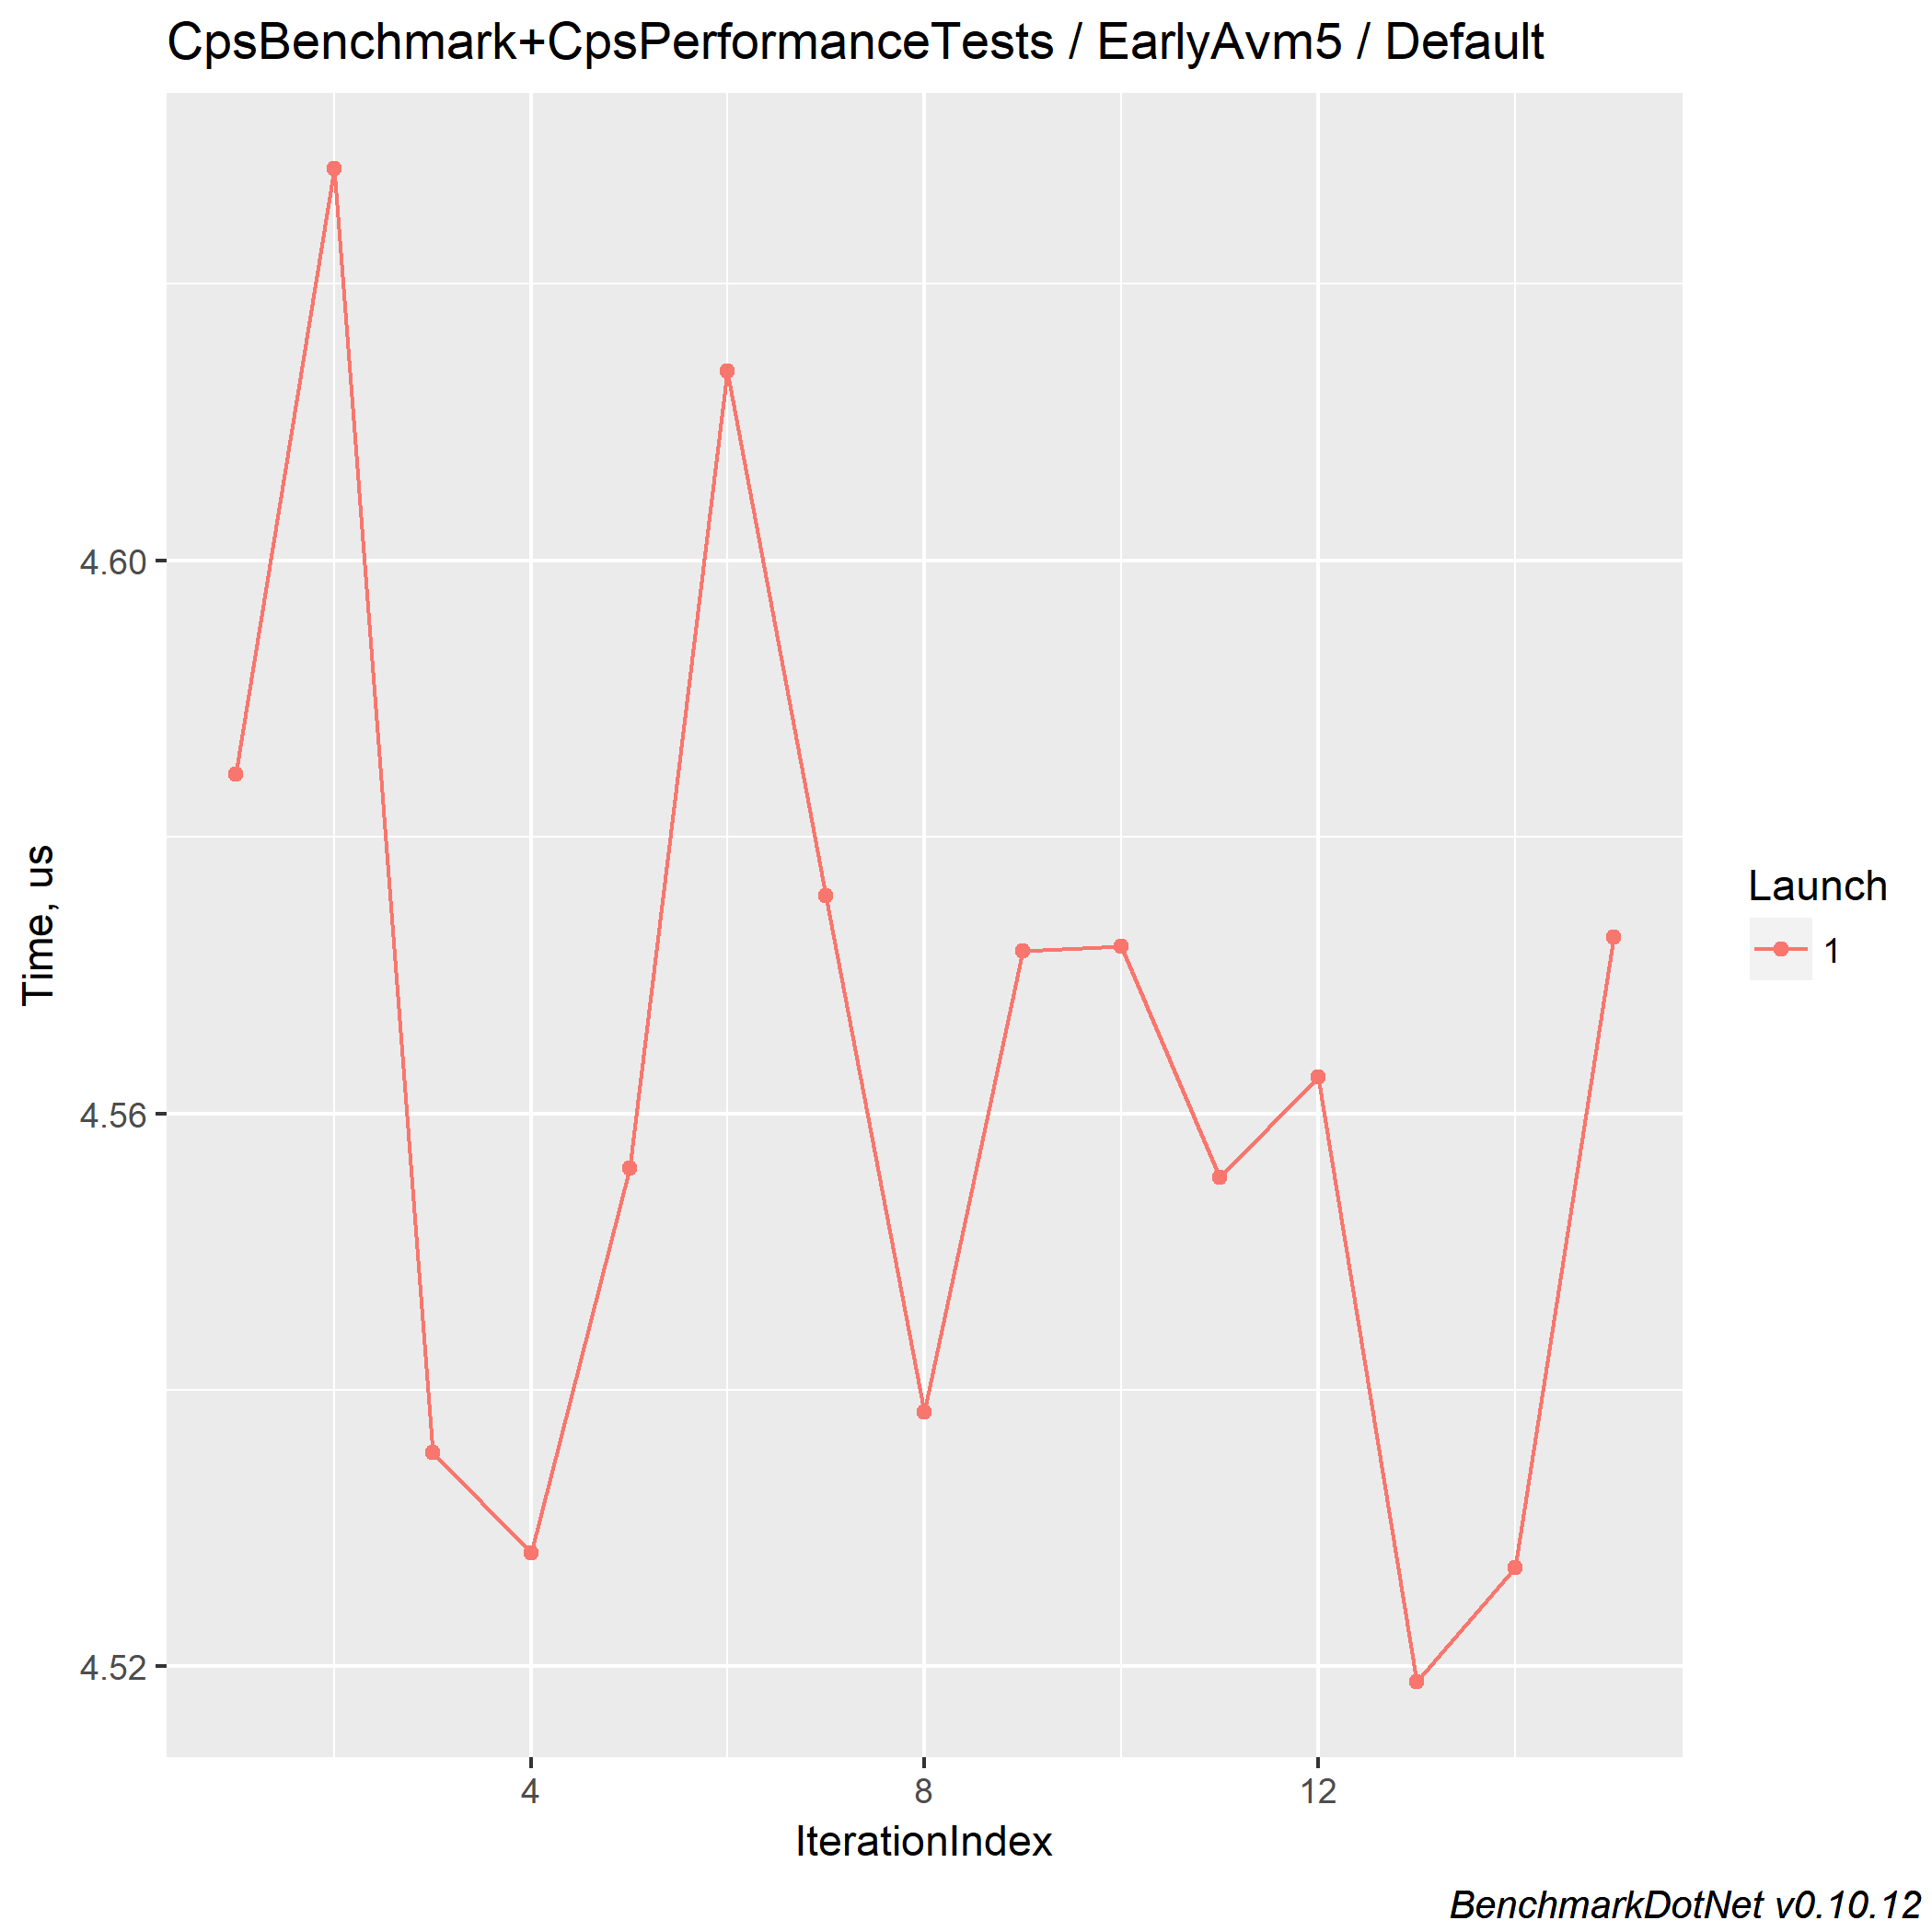 CpsBenchmark+CpsPerformanceTests / EarlyAvm5 / Default
Time, us
4.60
4.56
4.52
4
8
12
IterationIndex
Launch
1
BenchmarkDotNet v0.10.12